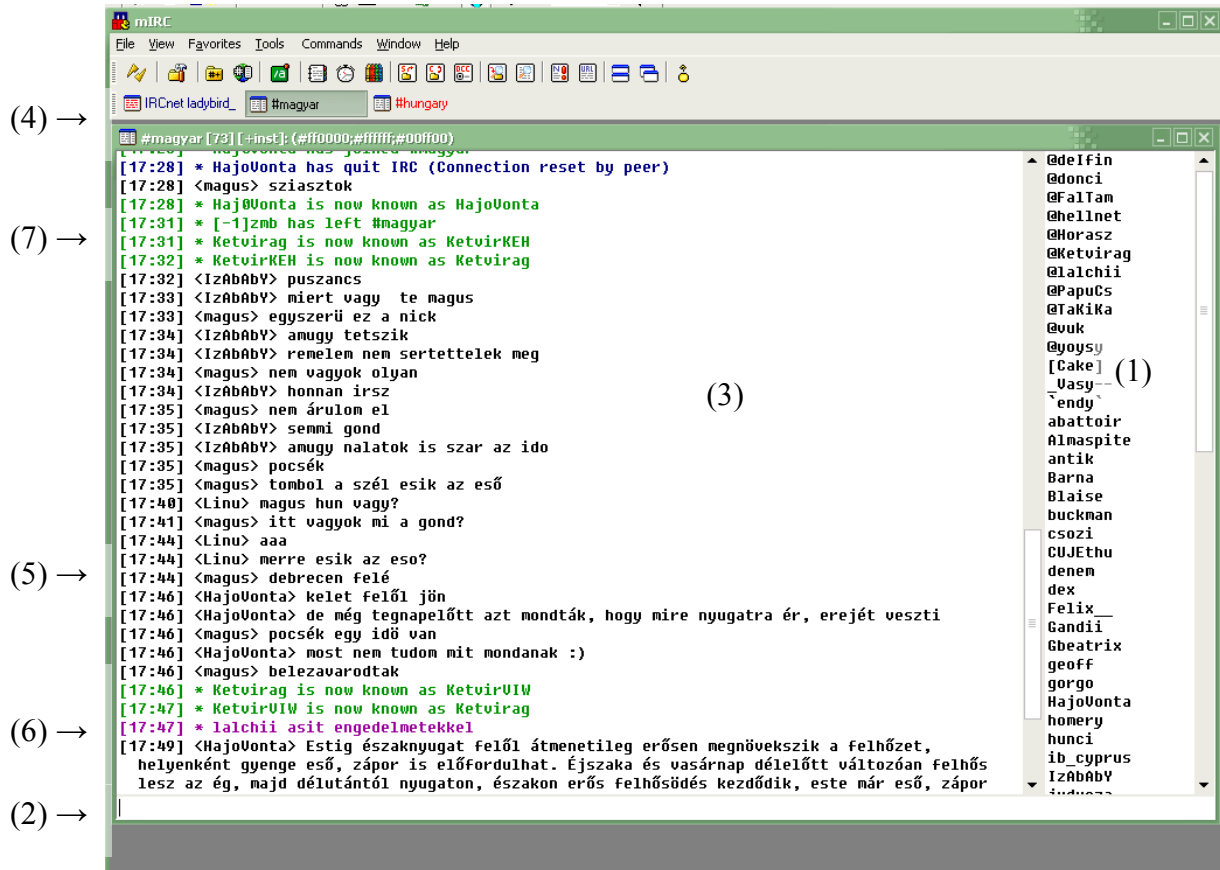 mIRC
File View Favorites Tools Commands Window Help
IRCnet ladybird_ #magyar #hungary
(4) →
#magyar [73] [+inst]: (#ff0000;#ffffff;#00ff00)
[17:28] * HajoVonta has quit IRC (Connection reset by peer)
[17:28] <magus> sziasztok
[17:28] * Haj0Vonta is now known as HajoVonta
[17:31] * [-1]zmb has left #magyar
(7) →
[17:31] * Ketvirag is now known as KetvirKEH
[17:32] * KetvirKEH is now known as Ketvirag
[17:32] <IzAbAbY> puszancs
[17:33] <IzAbAbY> miert vagy te magus
[17:33] <magus> egyszerü ez a nick
[17:34] <IzAbAbY> amugy tetszik
[17:34] <IzAbAbY> remelem nem sertettelek meg
[17:34] <magus> nem vagyok olyan
[17:34] <IzAbAbY> honnan irsz
(3)
[17:35] <magus> nem árulom el
[17:35] <IzAbAbY> semmi gond
[17:35] <IzAbAbY> amugy nalatok is szar az ido
[17:35] <magus> pocsék
[17:35] <magus> tombol a szél esik az eső
[17:40] <Linu> magus hun vagy?
[17:41] <magus> itt vagyok mi a gond?
[17:44] <Linu> aaa
[17:44] <Linu> merre esik az eso?
(5) →
[17:44] <magus> debrecen felé
[17:46] <HajoVonta> kelet felől jön
[17:46] <HajoVonta> de még tegnapelőtt azt mondták, hogy mire nyugatra ér, erejét veszti
[17:46] <magus> pocsék egy idö van
[17:46] <HajoVonta> most nem tudom mit mondanak :)
[17:46] <magus> belezavarodtak
[17:46] * Ketvirag is now known as KetvirVIW
[17:47] * KetvirVIW is now known as Ketvirag
(6) →
[17:47] * lalchii asit engedelmetekkel
[17:49] <HajoVonta> Estig északnyugat felől átmenetileg erősen megnövekszik a felhőzet,
helyenként gyenge eső, zápor is előfordulhat. Éjszaka és vasárnap délelőtt változóan felhős
lesz az ég, majd délutántól nyugaton, északon erős felhősödés kezdődik, este már eső, zápor
(2) →
@delfin
@donci
@FalTam
@hellnet
@Horasz
@Ketvirag
@lalchii
@PapuCs
@TaKiKa
@vuk
@yoysy
[Cake]
(1)
_Vasy--
`endy`
abattoir
Almaspite
antik
Barna
Blaise
buckman
csozi
CUJEthu
denem
dex
Felix__
Gandii
Gbeatrix
geoff
gorgo
HajoVonta
homery
hunci
ib_cyprus
IzAbAbY